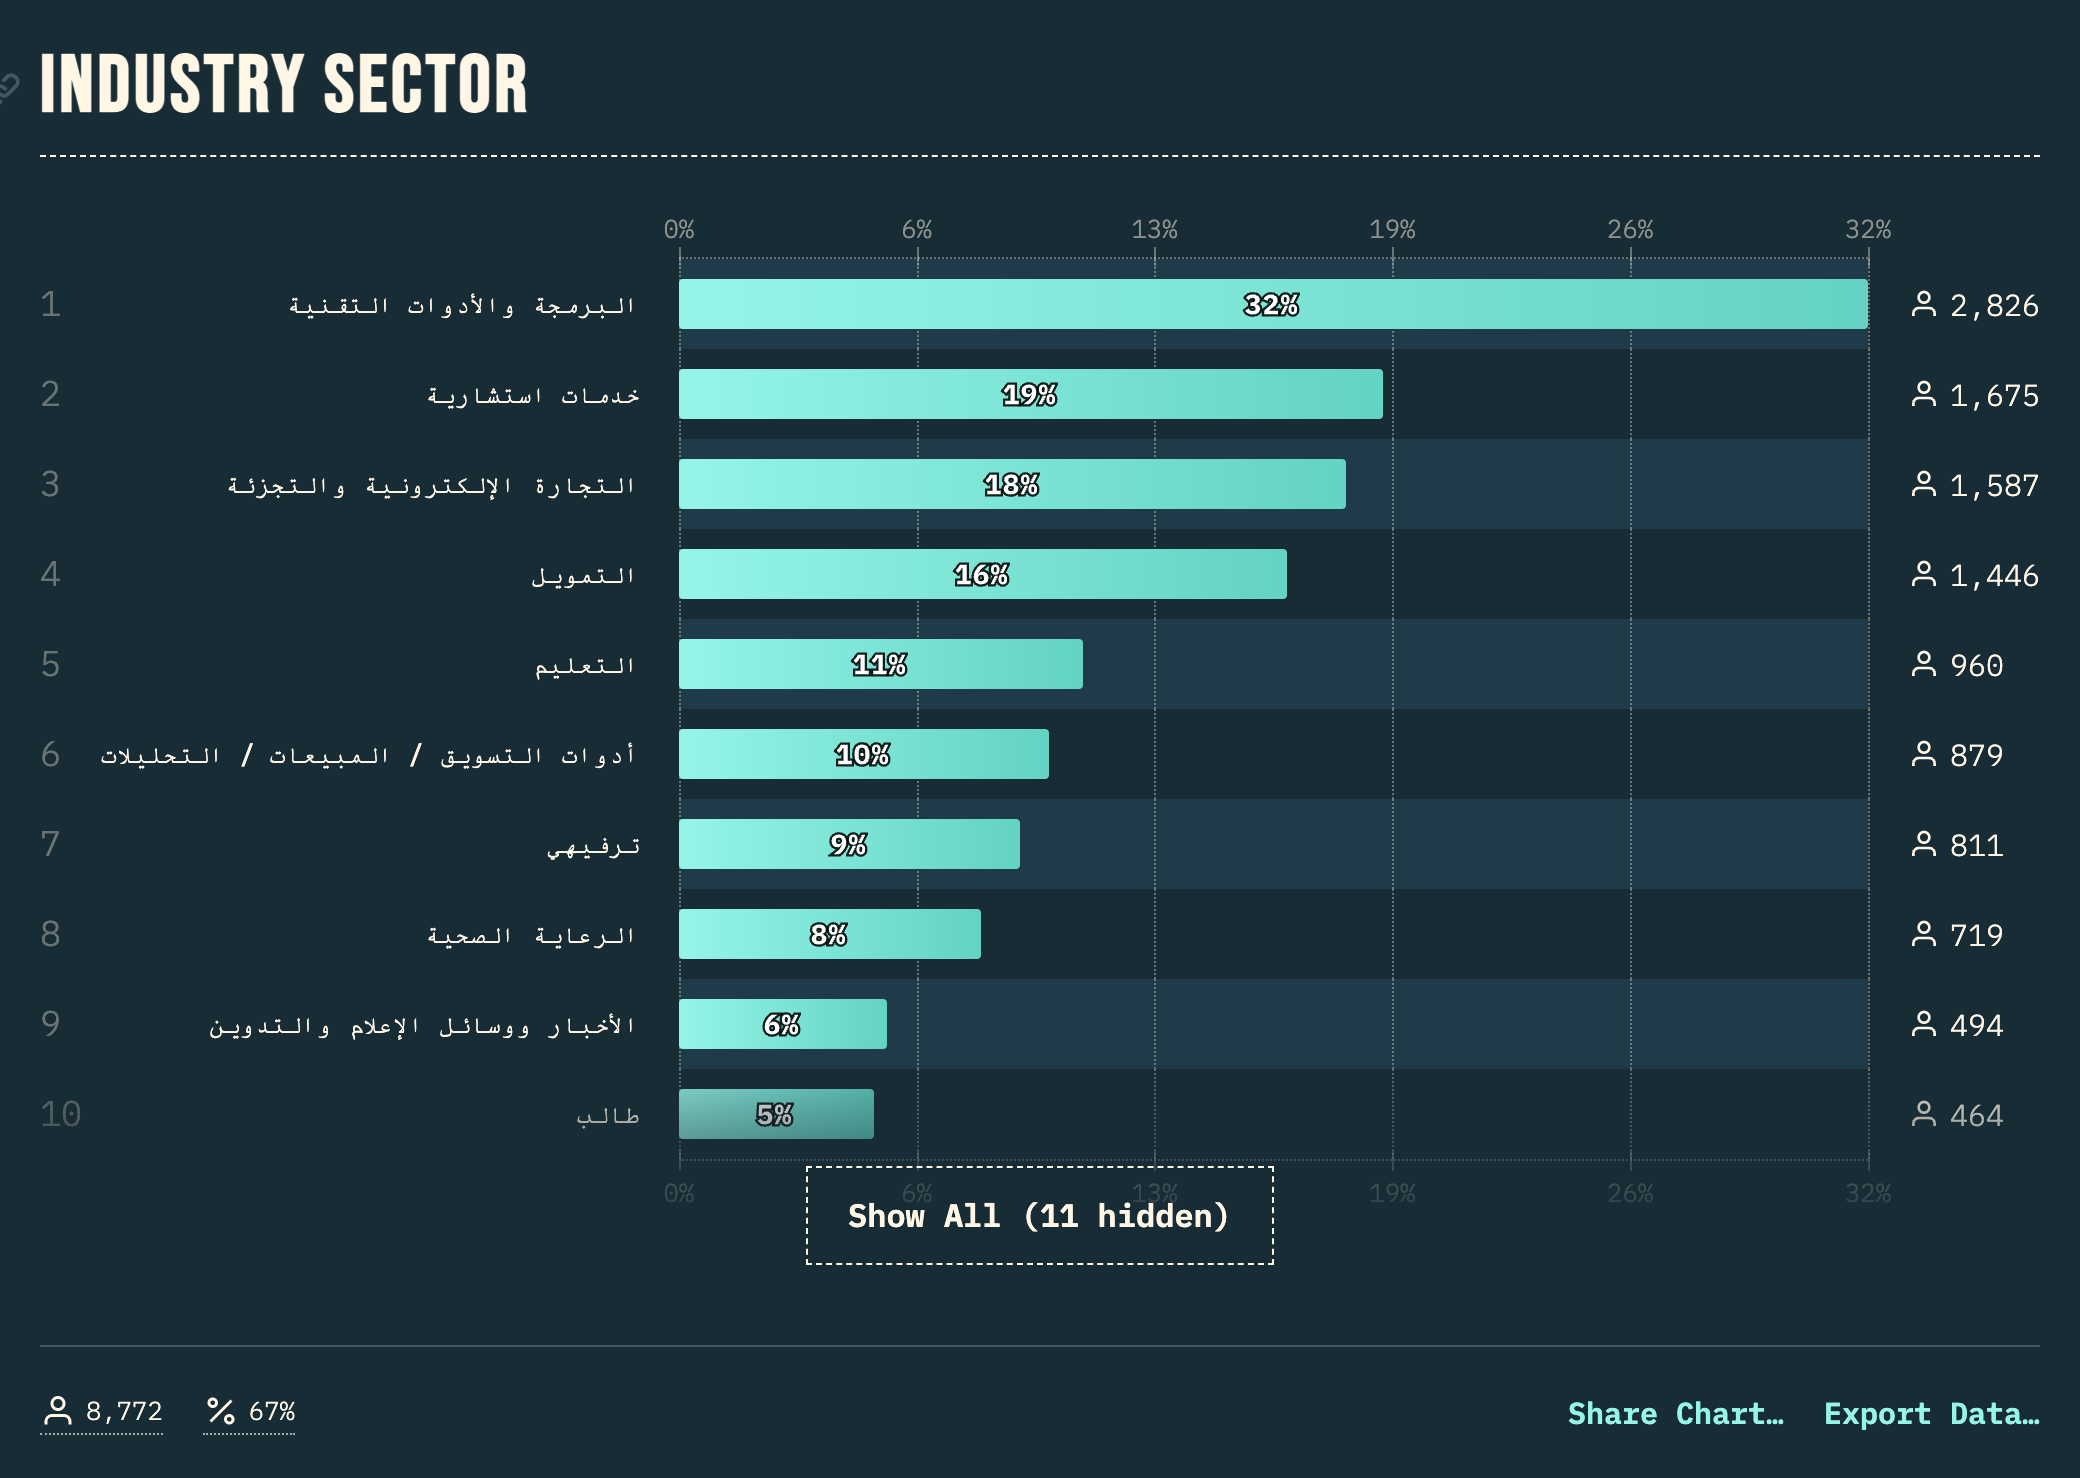 INDUSTRY SECTOR
0% 6% 13% 19% 26% 32%
1 البرمجة والأدوات التقنية 32% 2,826
2 خدمات استشارية 19% 1,675
3 التجارة الإلكترونية والتجزئة 18% 1,587
4 التمويل 16% 1,446
5 التعليم 11% 960
6 أدوات التسويق / المبيعات / التحليلات 10% 879
7 ترفيهي 9% 811
8 الرعاية الصحية 8% 719
9 الأخبار ووسائل الإعلام والتدوين 6% 494
10 طالب 5% 464
0% 6% 13% 19% 26% 32%
Show All (11 hidden)
8,772 67% Share Chart… Export Data…